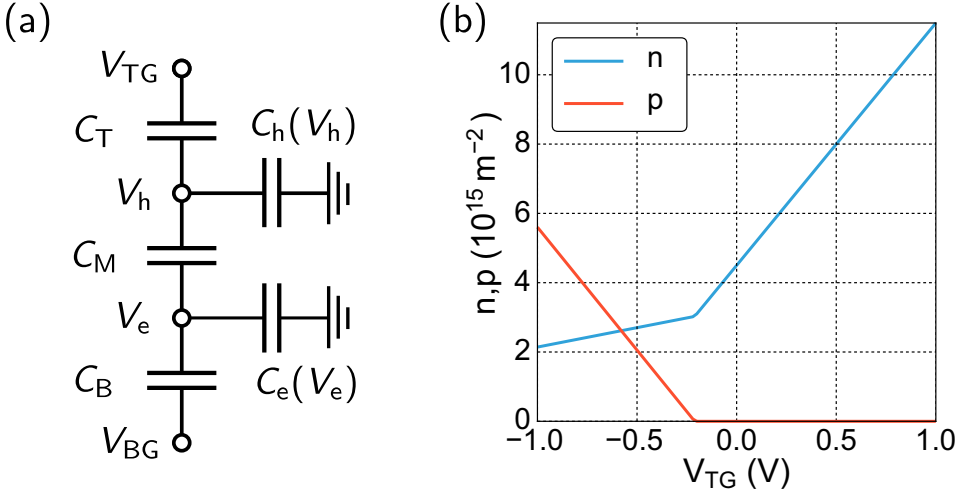 (a)
V_TG
C_T
C_h(V_h)
V_h
C_M
V_e
C_B
C_e(V_e)
V_BG
(b)
n
p
n,p (10^15 m^−2)
10
8
6
4
2
0
−1.0 −0.5 0.0 0.5 1.0
V_TG (V)